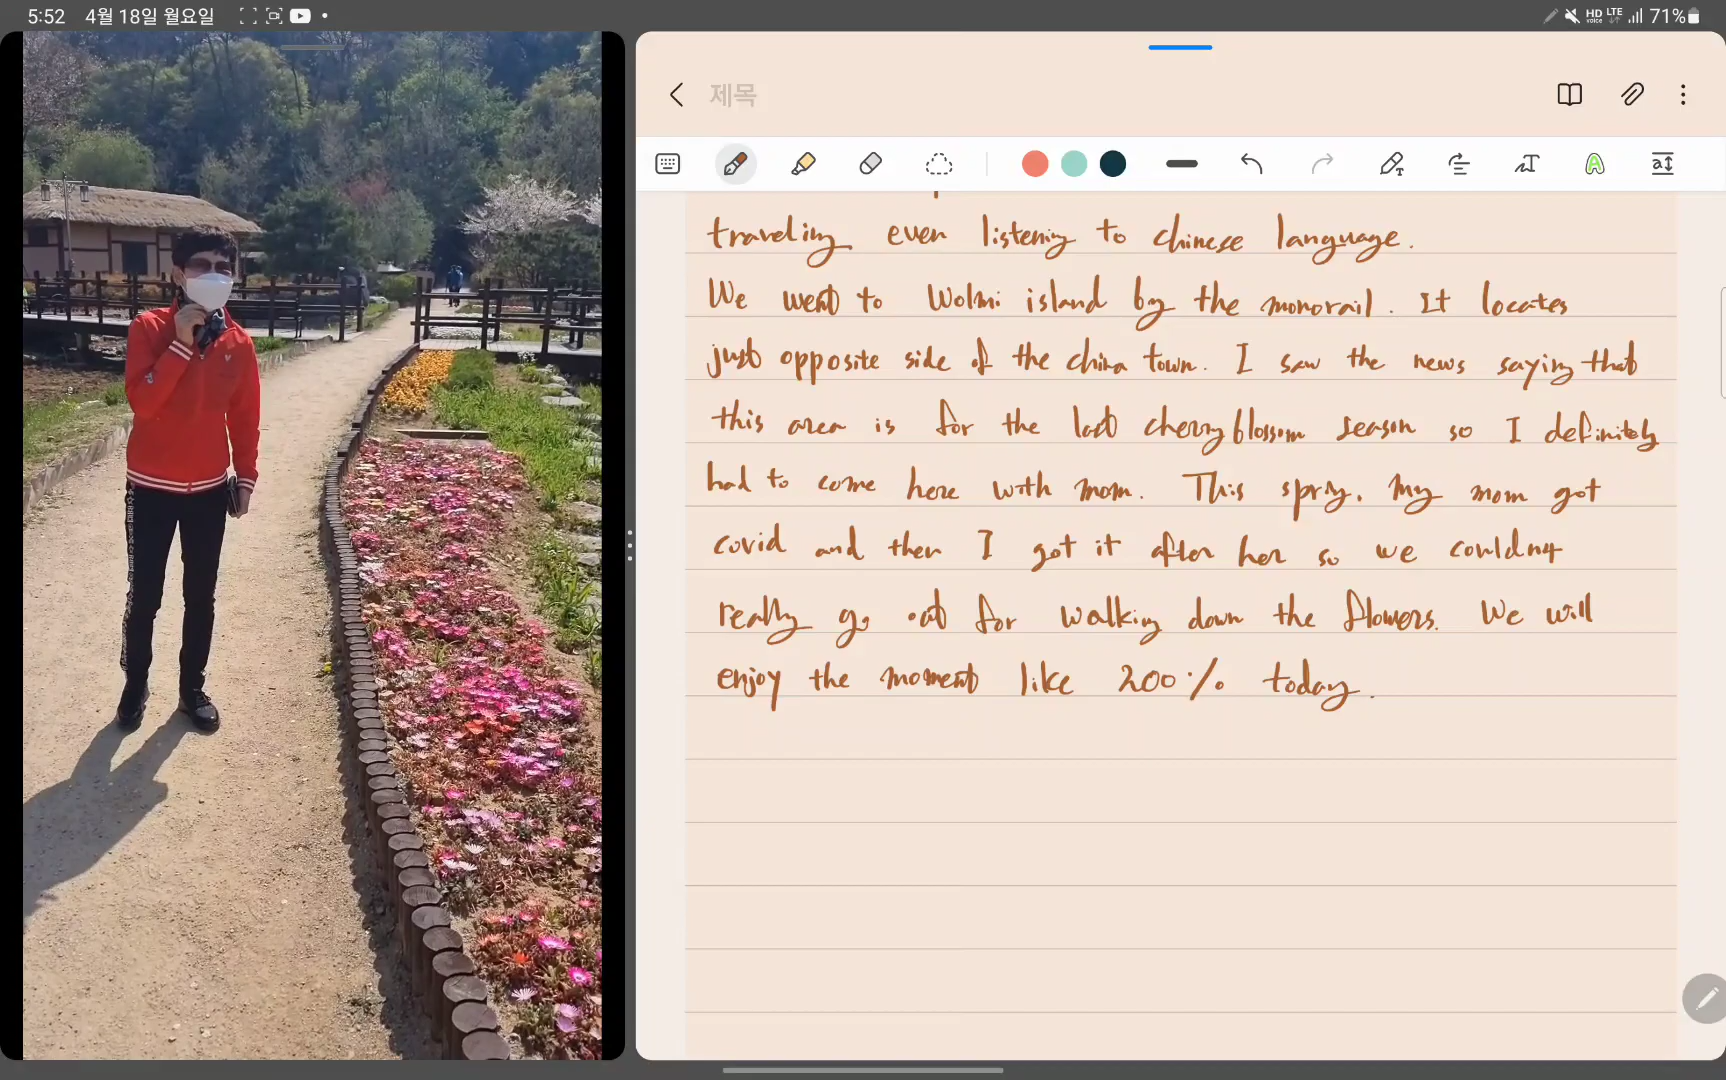 5:52 4월 18일 월요일
HD voice LTE 71%
제목
traveling even listening to chinese language.
We went to Wolmi island by the monorail. It locates
just opposite side of the china town. I saw the news saying that
this area is for the last cherry blossom season so I definitely
had to come here with mom. This spring, my mom got
covid and then I got it after her so we couldn't
really go out for walking down the flowers. We will
enjoy the moment like 200% today.